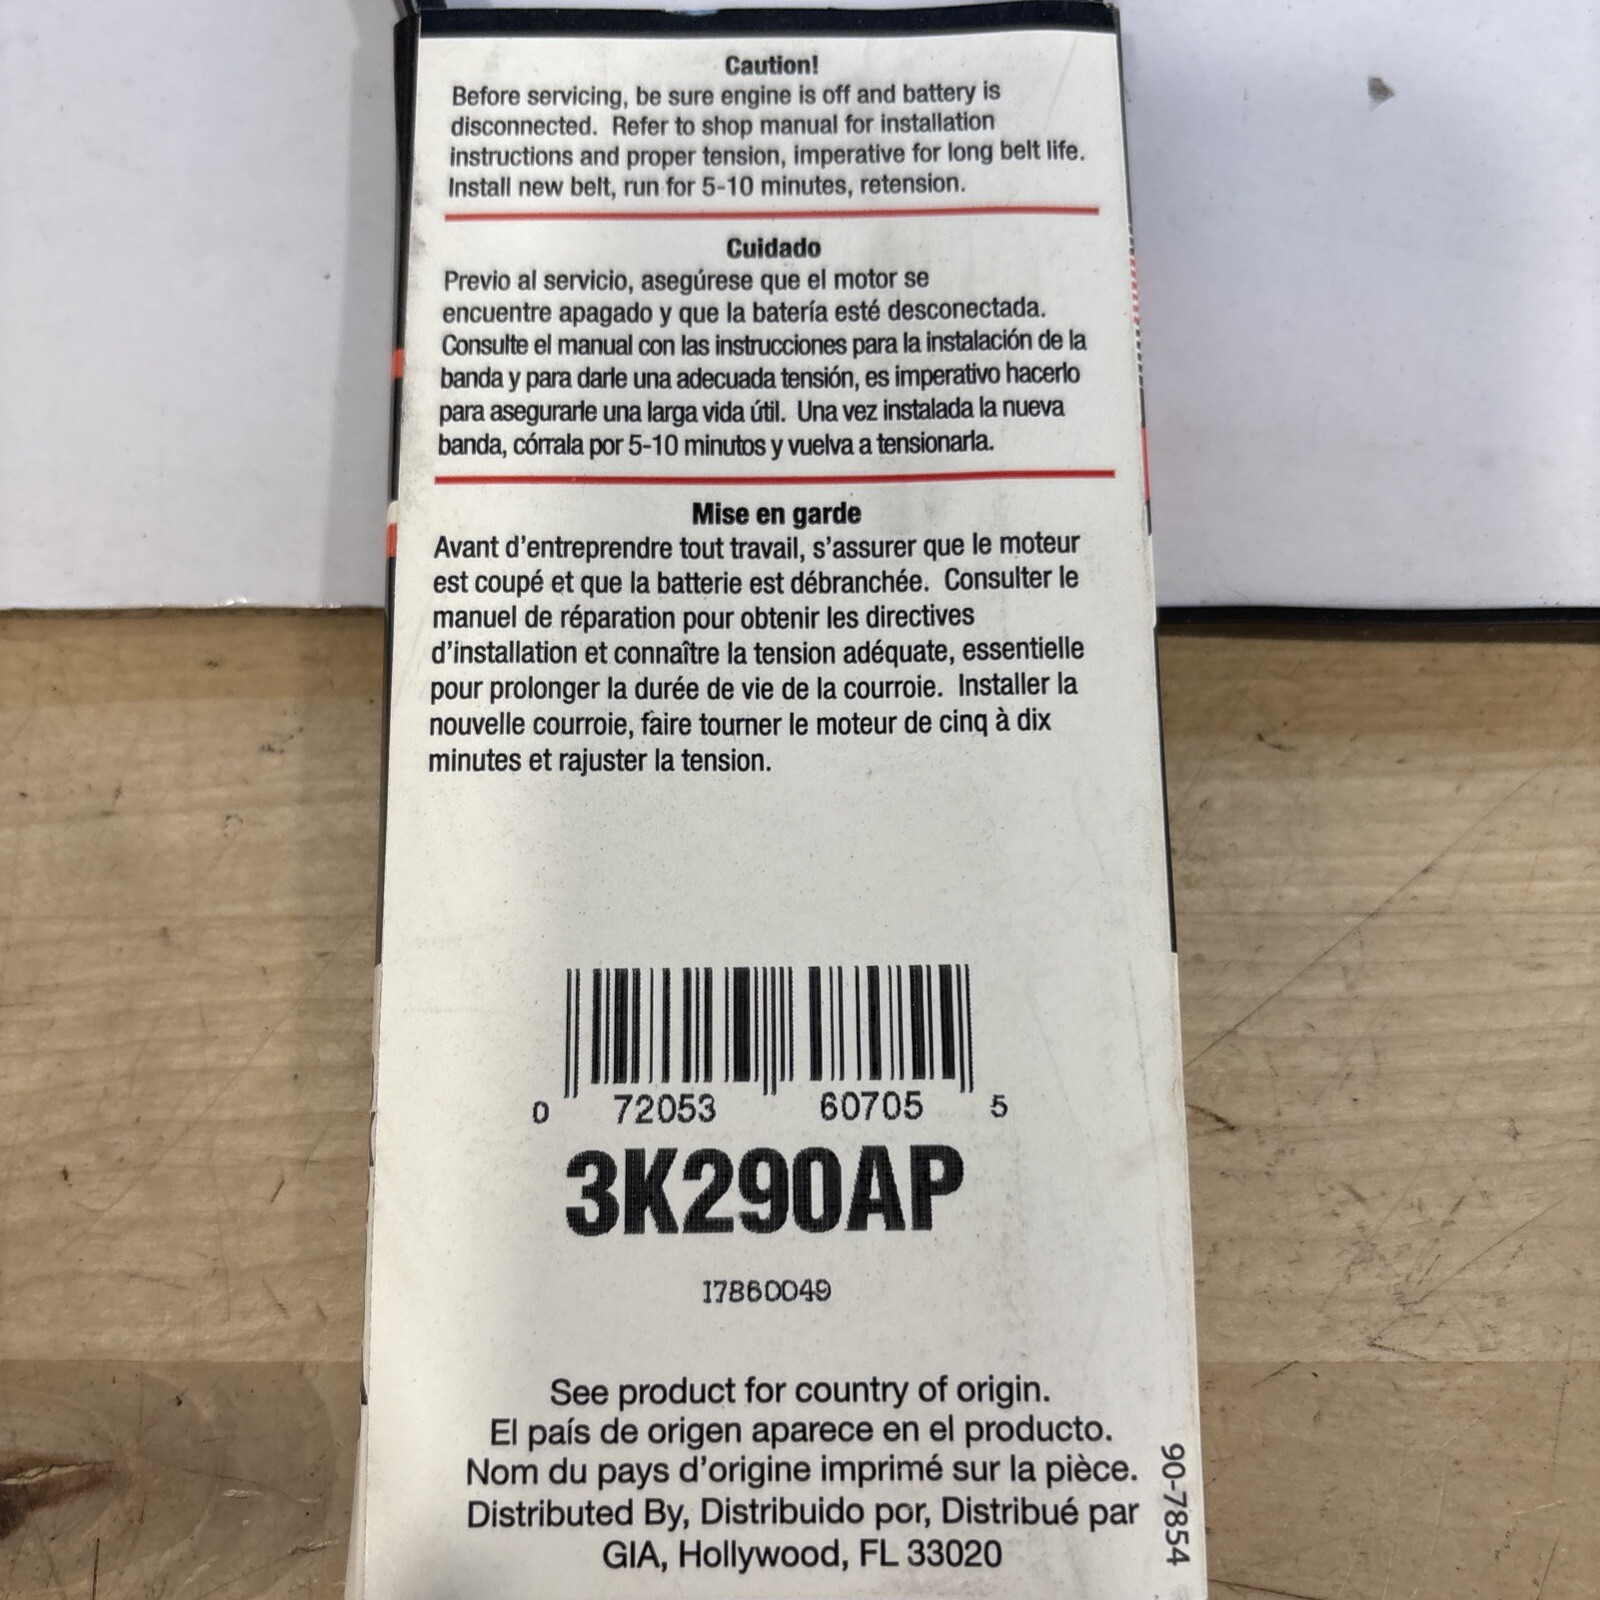 Caution!
Before servicing, be sure engine is off and battery is
disconnected.  Refer to shop manual for installation
instructions and proper tension, imperative for long belt life.
Install new belt, run for 5-10 minutes, retension.
Cuidado
Previo al servicio, asegúrese que el motor se
encuentre apagado y que la batería esté desconectada.
Consulte el manual con las instrucciones para la instalación de la
banda y para darle una adecuada tensión, es imperativo hacerlo
para asegurarle una larga vida útil.  Una vez instalada la nueva
banda, córrala por 5-10 minutos y vuelva a tensionarla.
Mise en garde
Avant d'entreprendre tout travail, s'assurer que le moteur
est coupé et que la batterie est débranchée.  Consulter le
manuel de réparation pour obtenir les directives
d'installation et connaître la tension adéquate, essentielle
pour prolonger la durée de vie de la courroie.  Installer la
nouvelle courroie, faire tourner le moteur de cinq à dix
minutes et rajuster la tension.
0 72053 60705 5
3K290AP
I7860049
See product for country of origin.
El país de origen aparece en el producto.
Nom du pays d'origine imprimé sur la pièce.
Distributed By, Distribuido por, Distribué par
GIA, Hollywood, FL 33020
90-7854